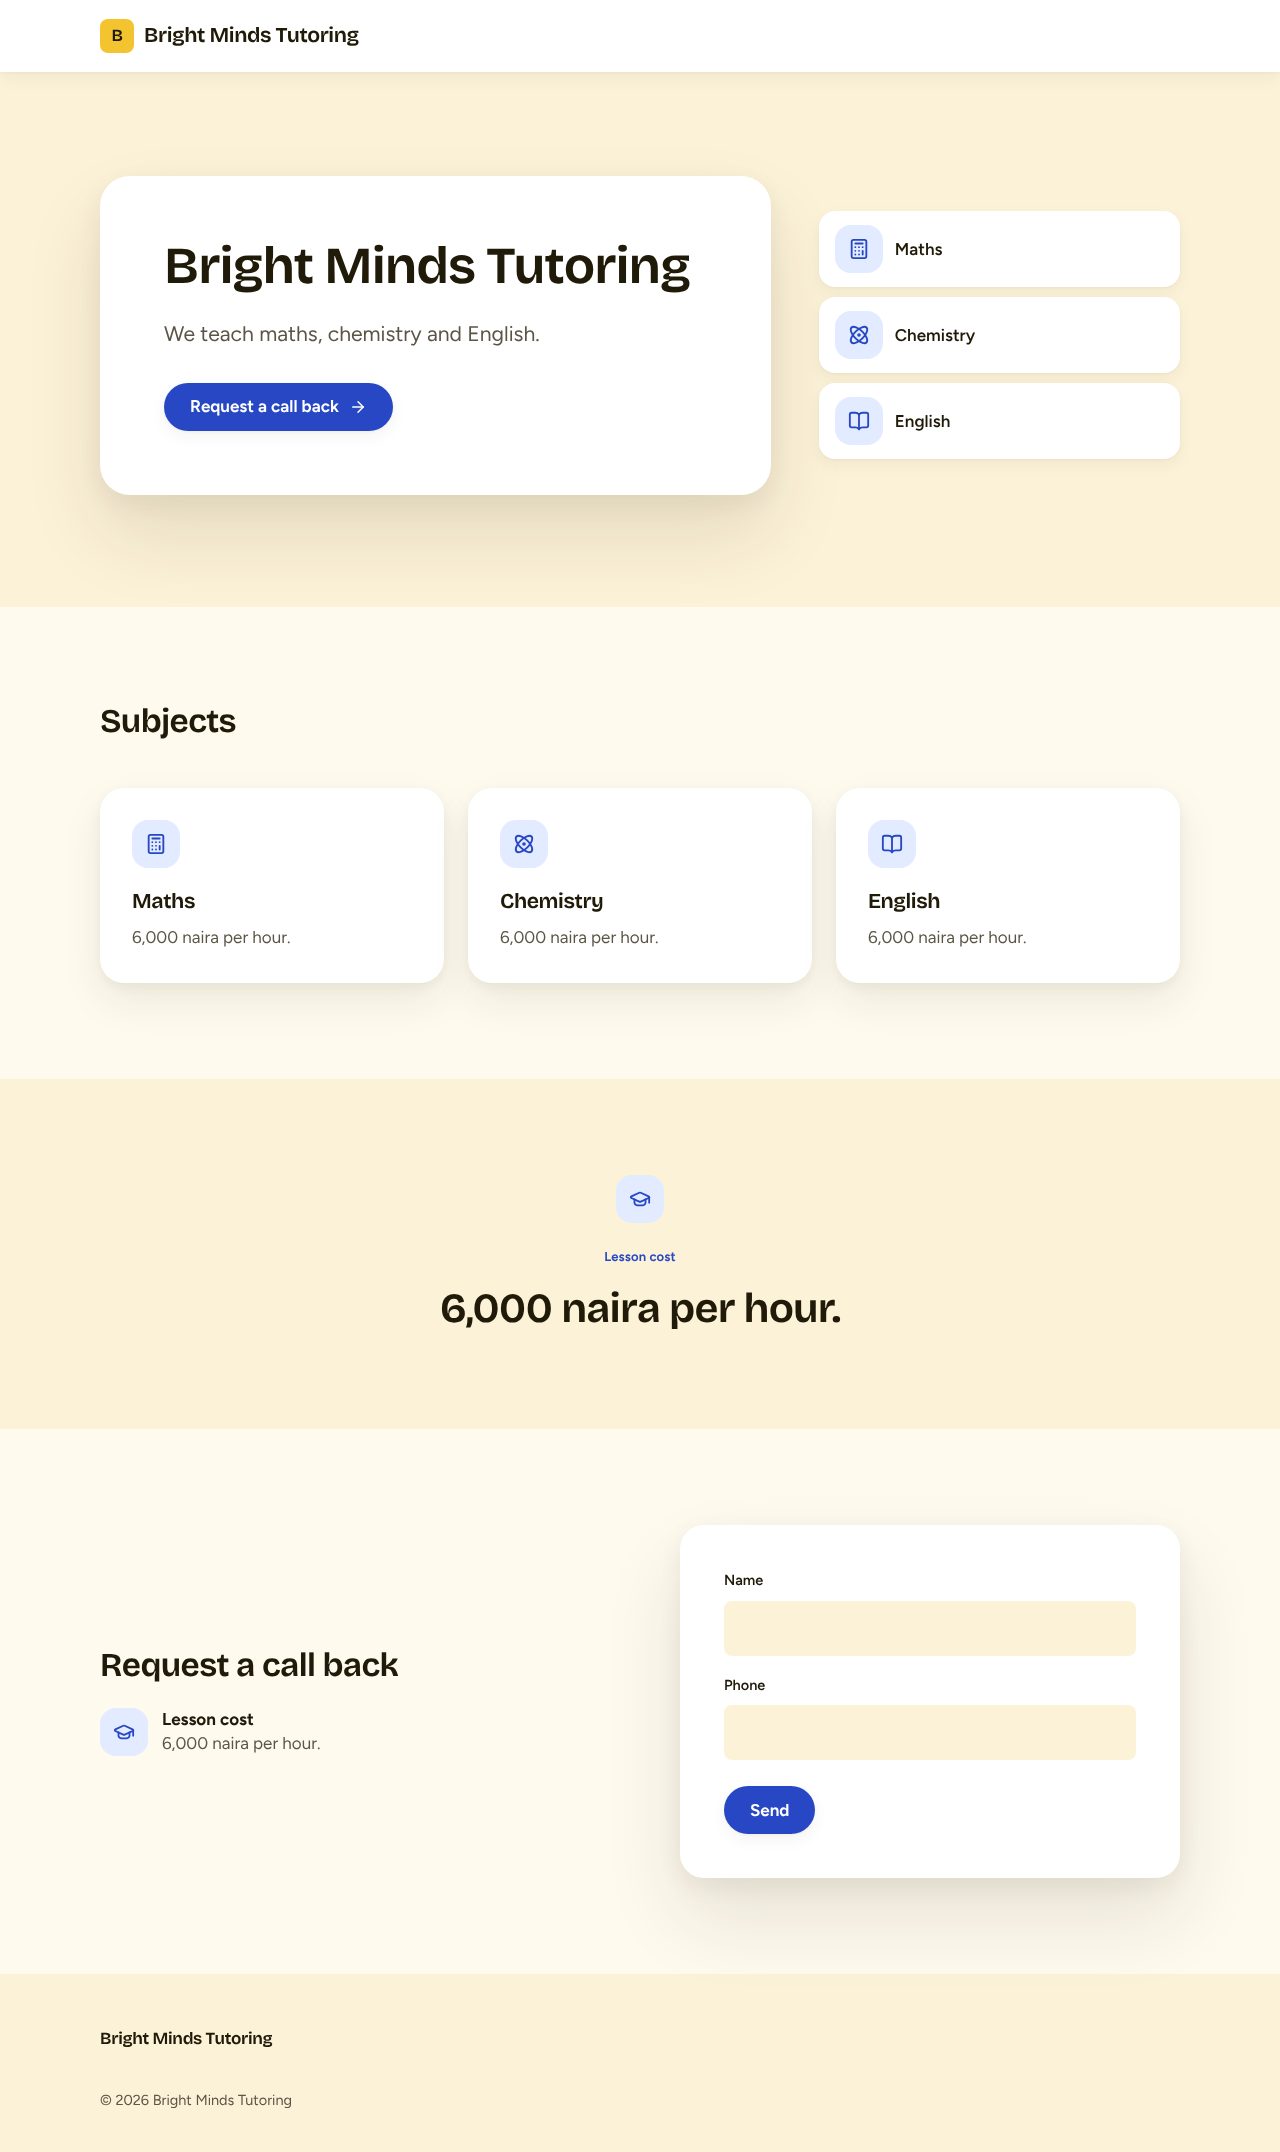 B
Bright Minds Tutoring
Bright Minds Tutoring
We teach maths, chemistry and English.
Request a call back
Maths
Chemistry
English
Subjects
Maths
6,000 naira per hour.
Chemistry
6,000 naira per hour.
English
6,000 naira per hour.
Lesson cost
6,000 naira per hour.
Request a call back
Lesson cost
6,000 naira per hour.
Name
Phone
Send
Bright Minds Tutoring
© 2026 Bright Minds Tutoring